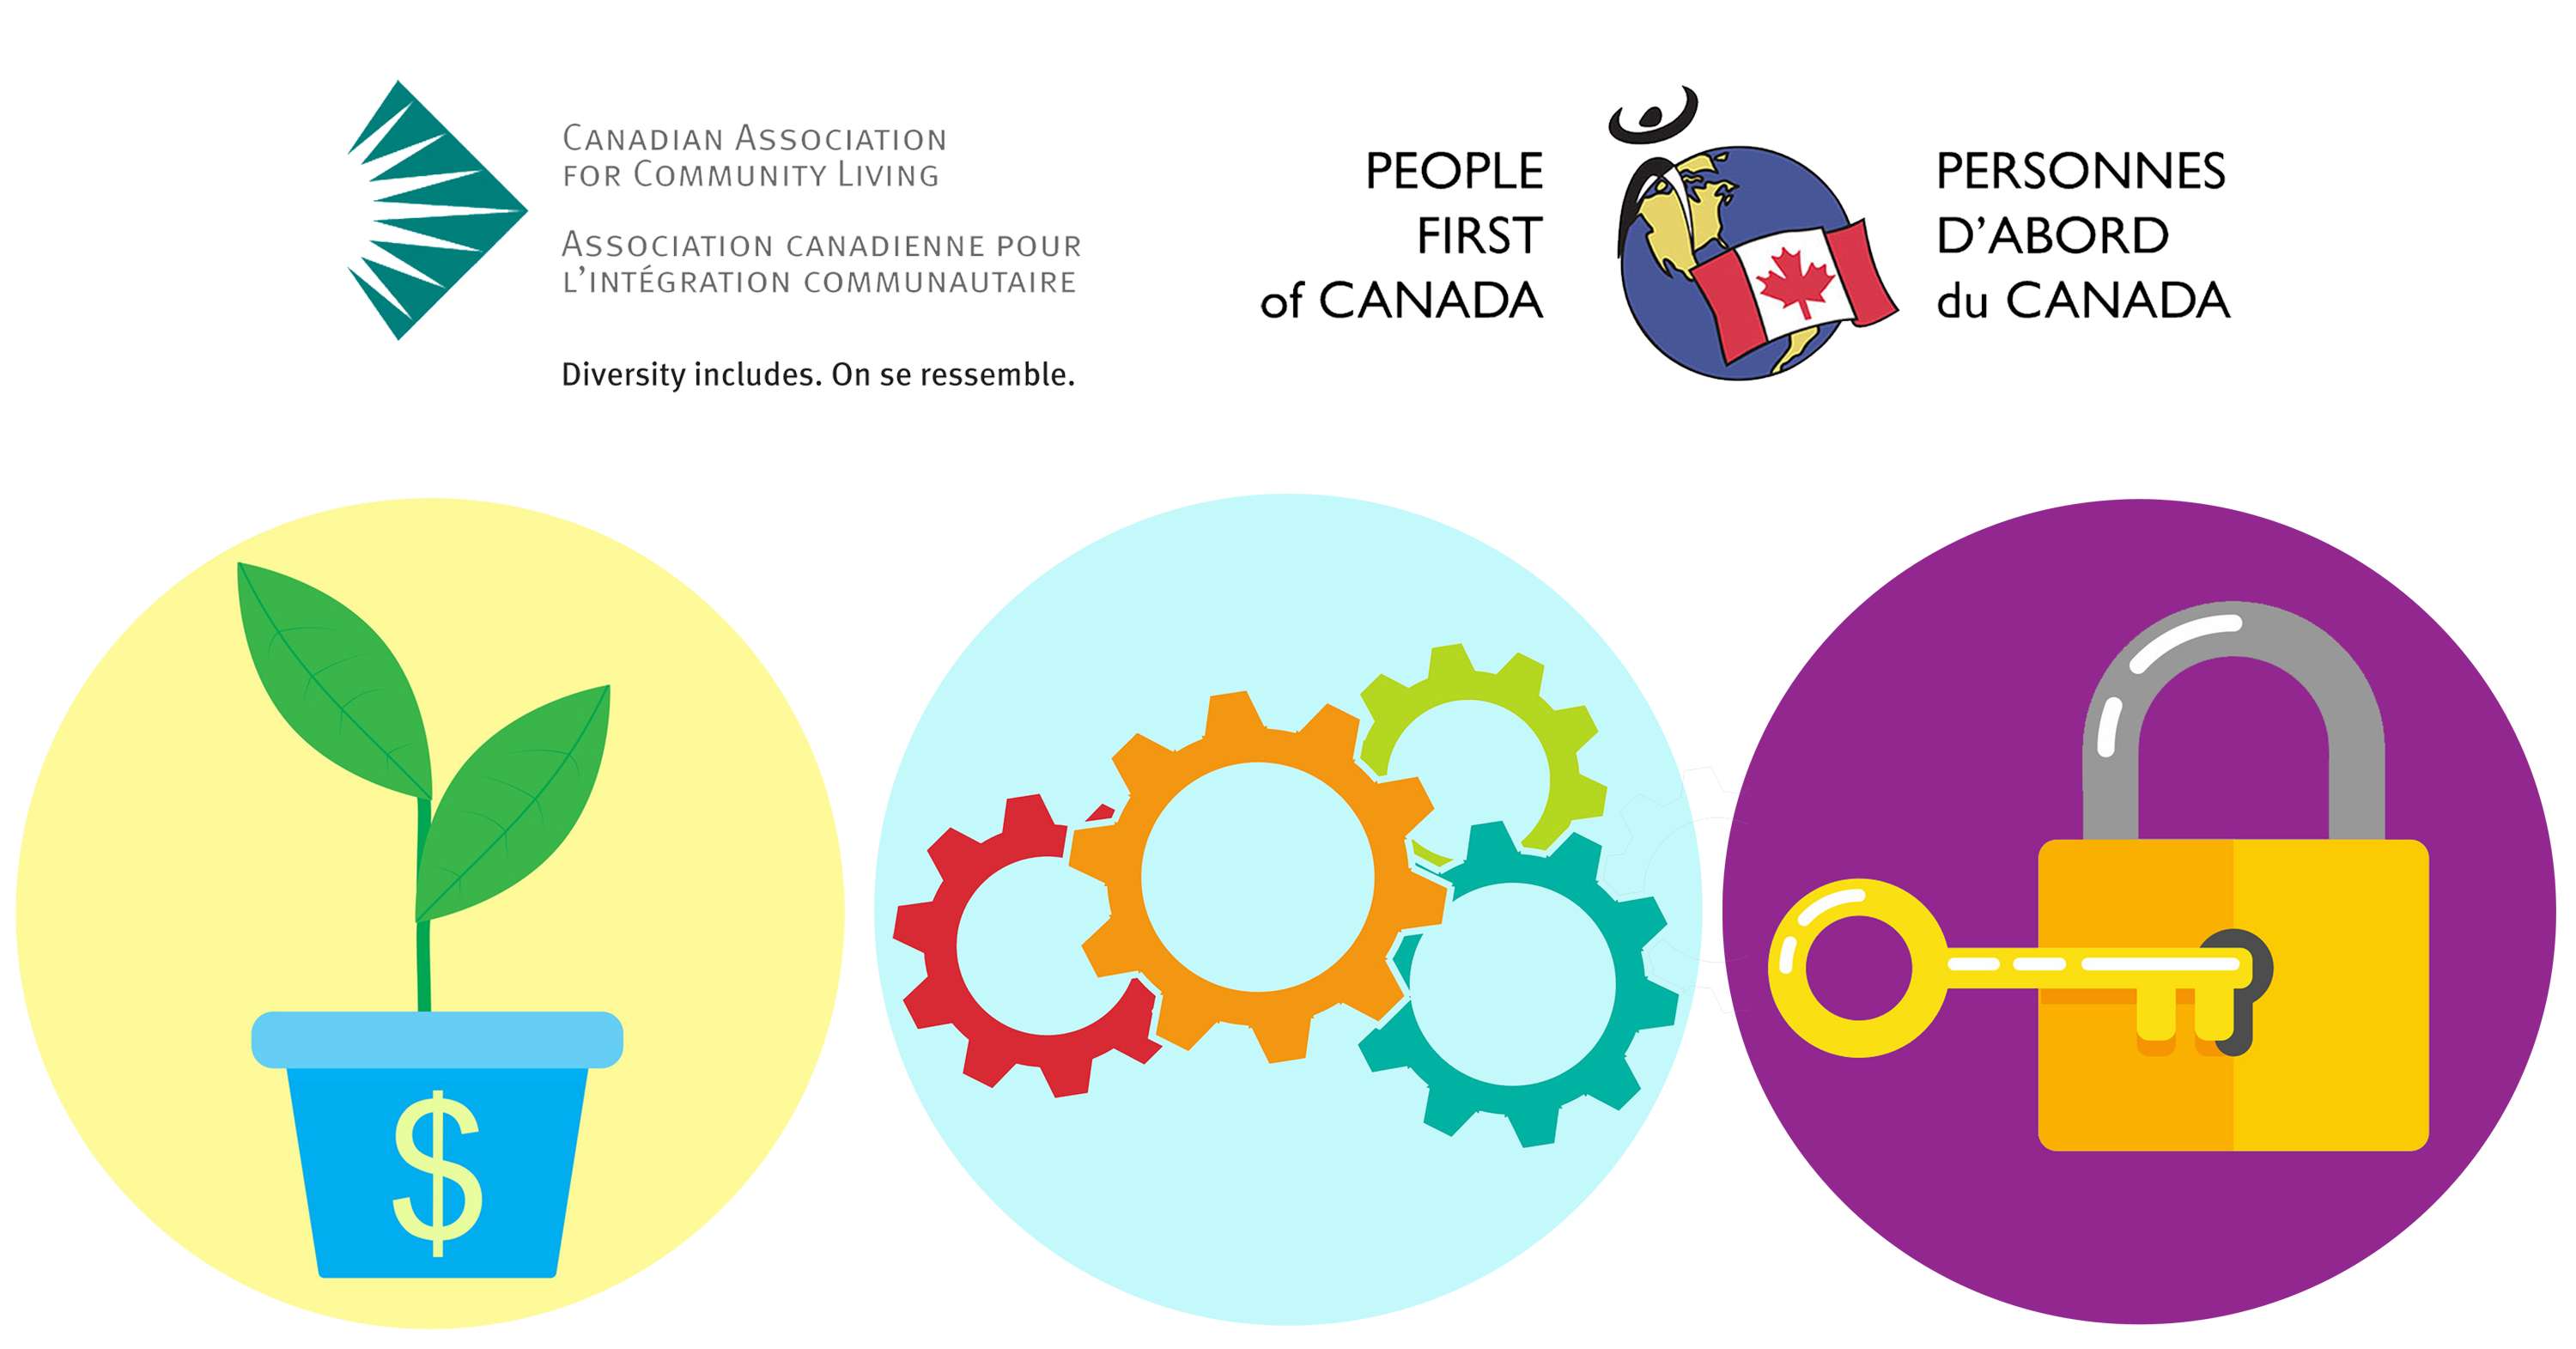 Canadian Association
for Community Living
Association canadienne pour
l'intégration communautaire
Diversity includes. On se ressemble.
PEOPLE
FIRST
of CANADA
PERSONNES
D'ABORD
du CANADA
$